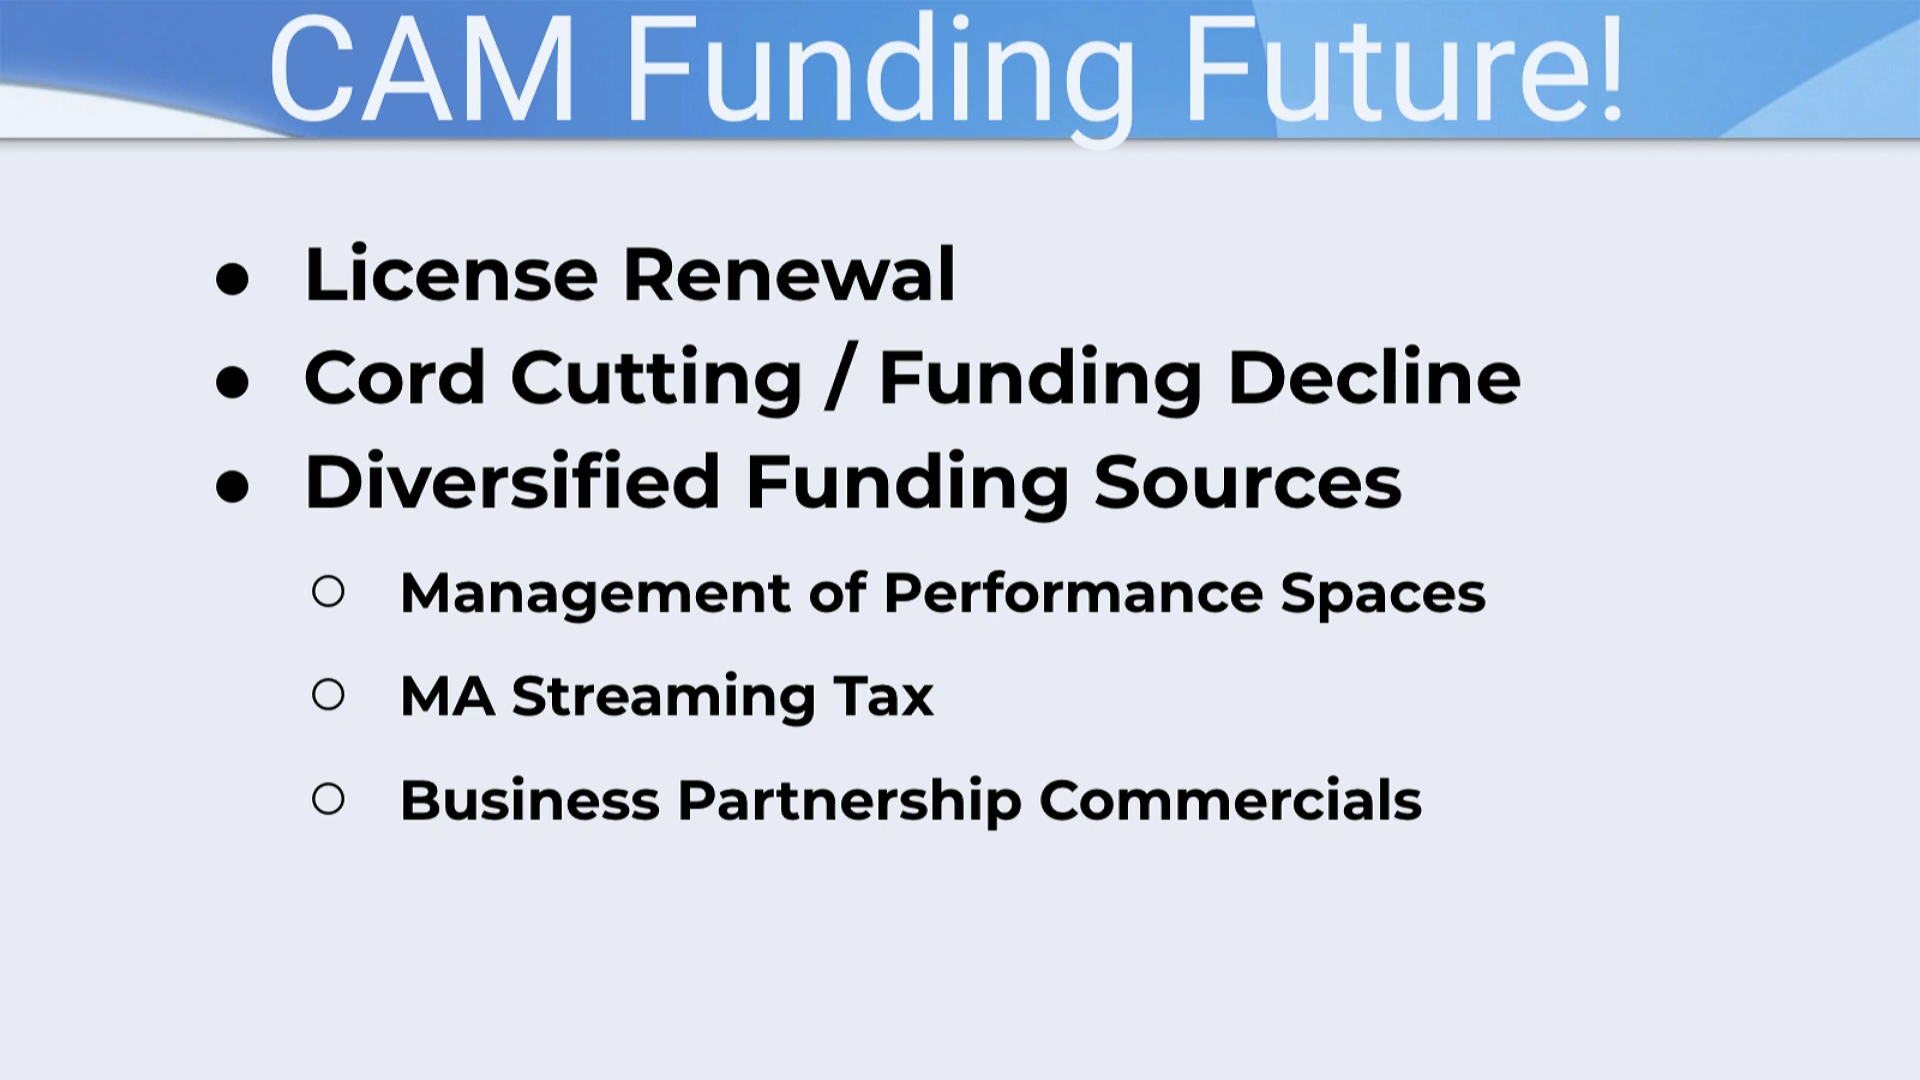 CAM Funding Future!
● License Renewal
● Cord Cutting / Funding Decline
● Diversified Funding Sources
○ Management of Performance Spaces
○ MA Streaming Tax
○ Business Partnership Commercials